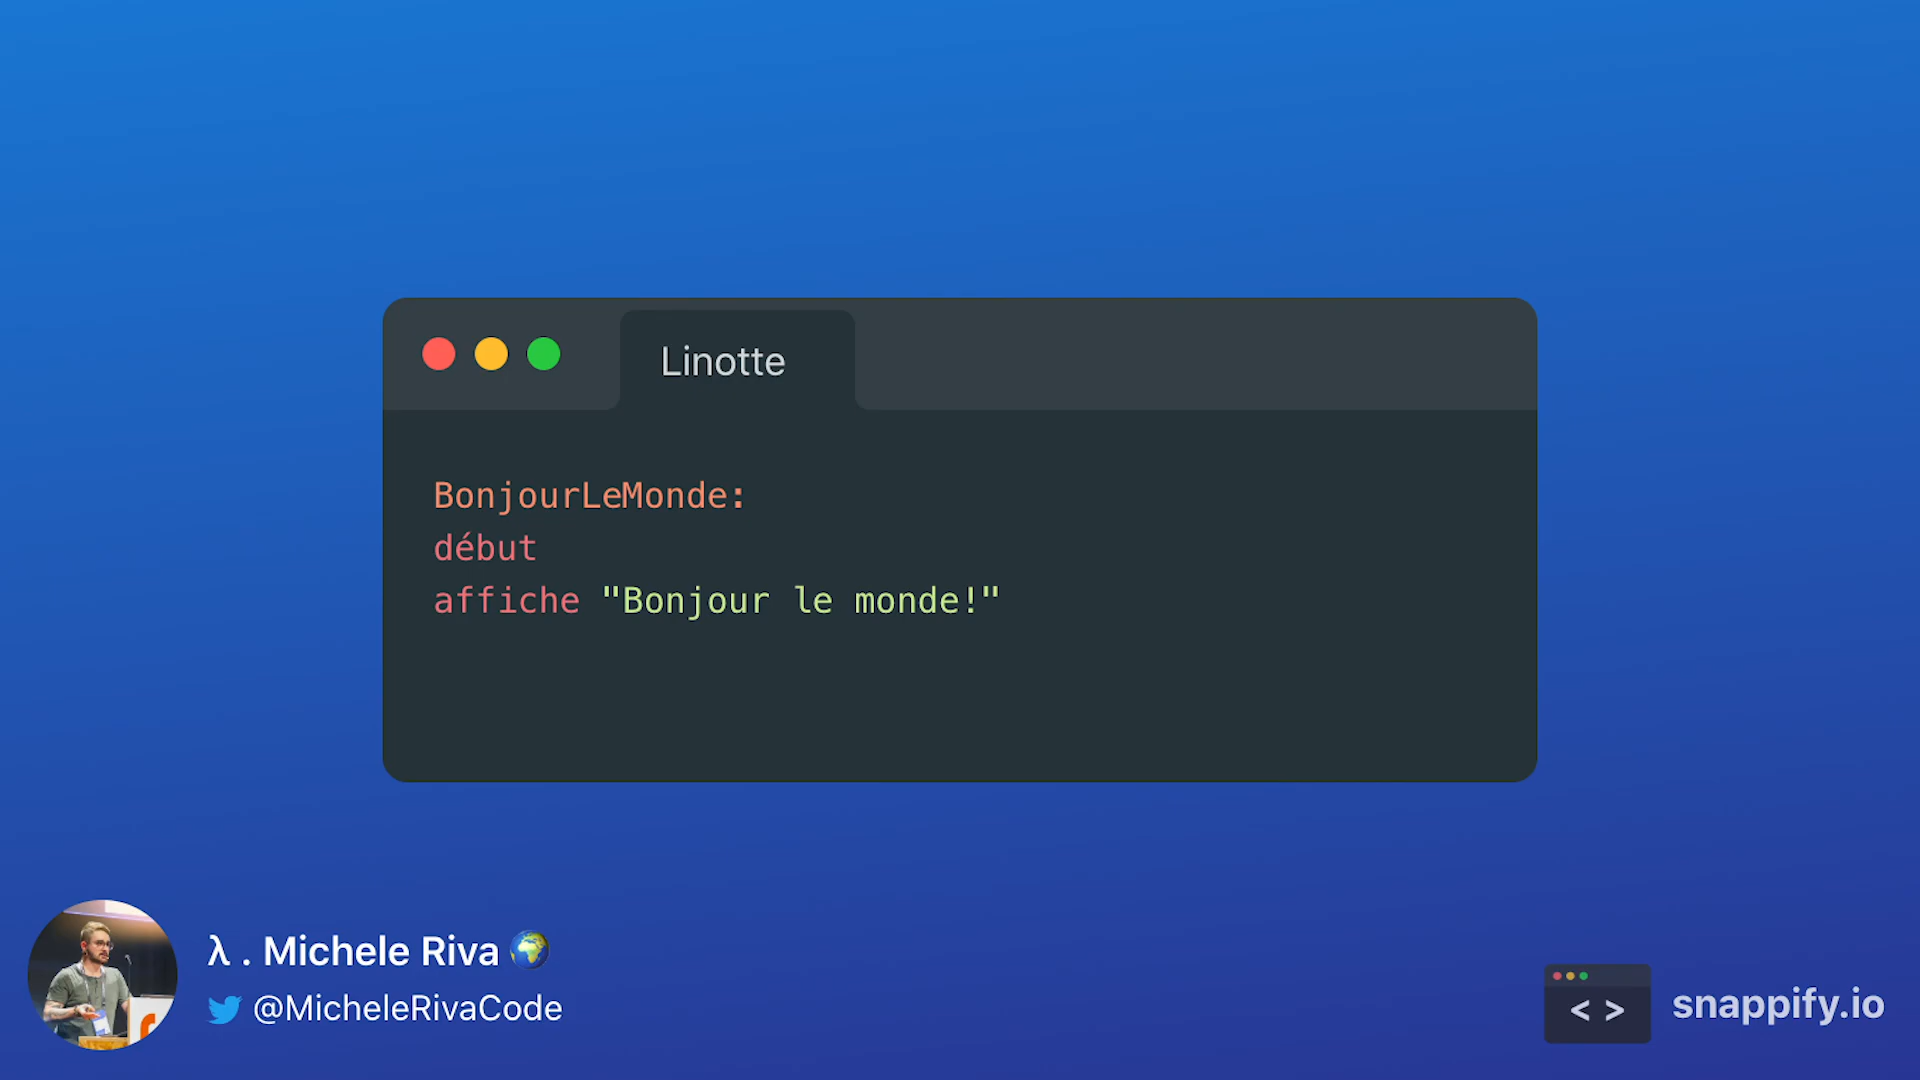 Linotte
BonjourLeMonde:
début
affiche "Bonjour le monde!"
λ . Michele Riva
@MicheleRivaCode
< >
snappify.io